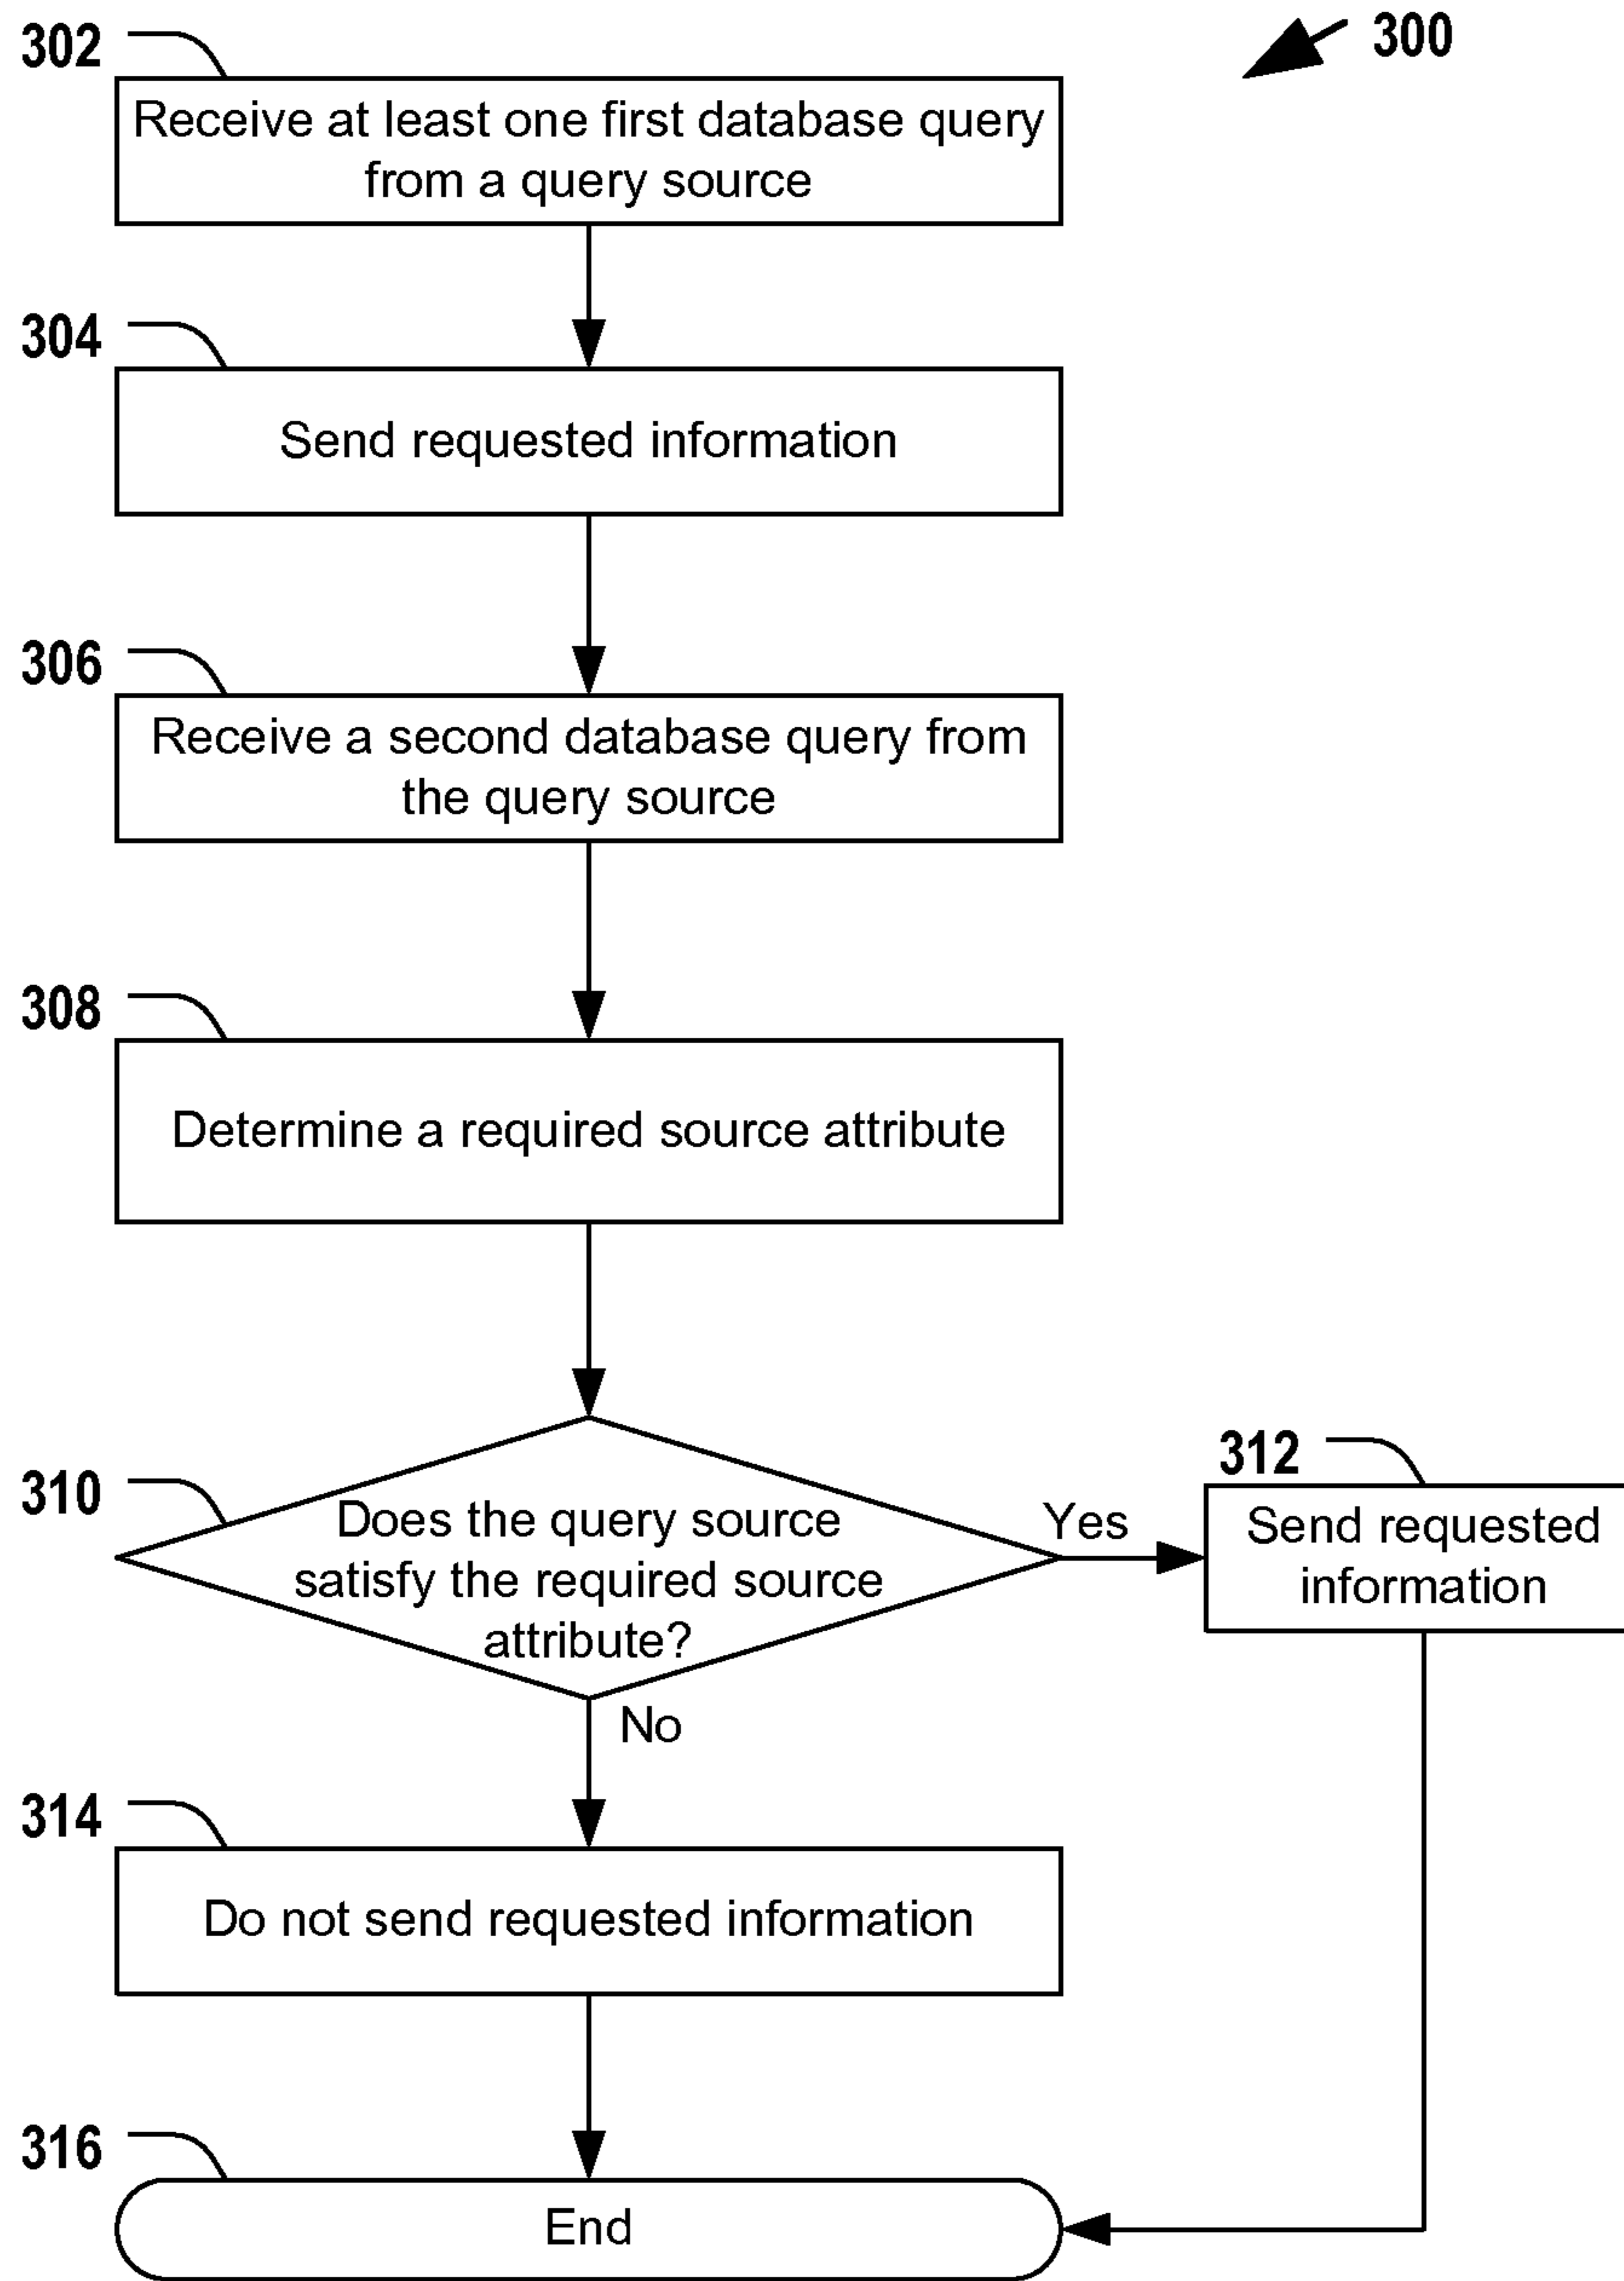 300
302
Receive at least one first database query
from a query source
304
Send requested information
306
Receive a second database query from
the query source
308
Determine a required source attribute
310
Does the query source
satisfy the required source
attribute?
Yes
312
Send requested
information
No
314
Do not send requested information
316
End